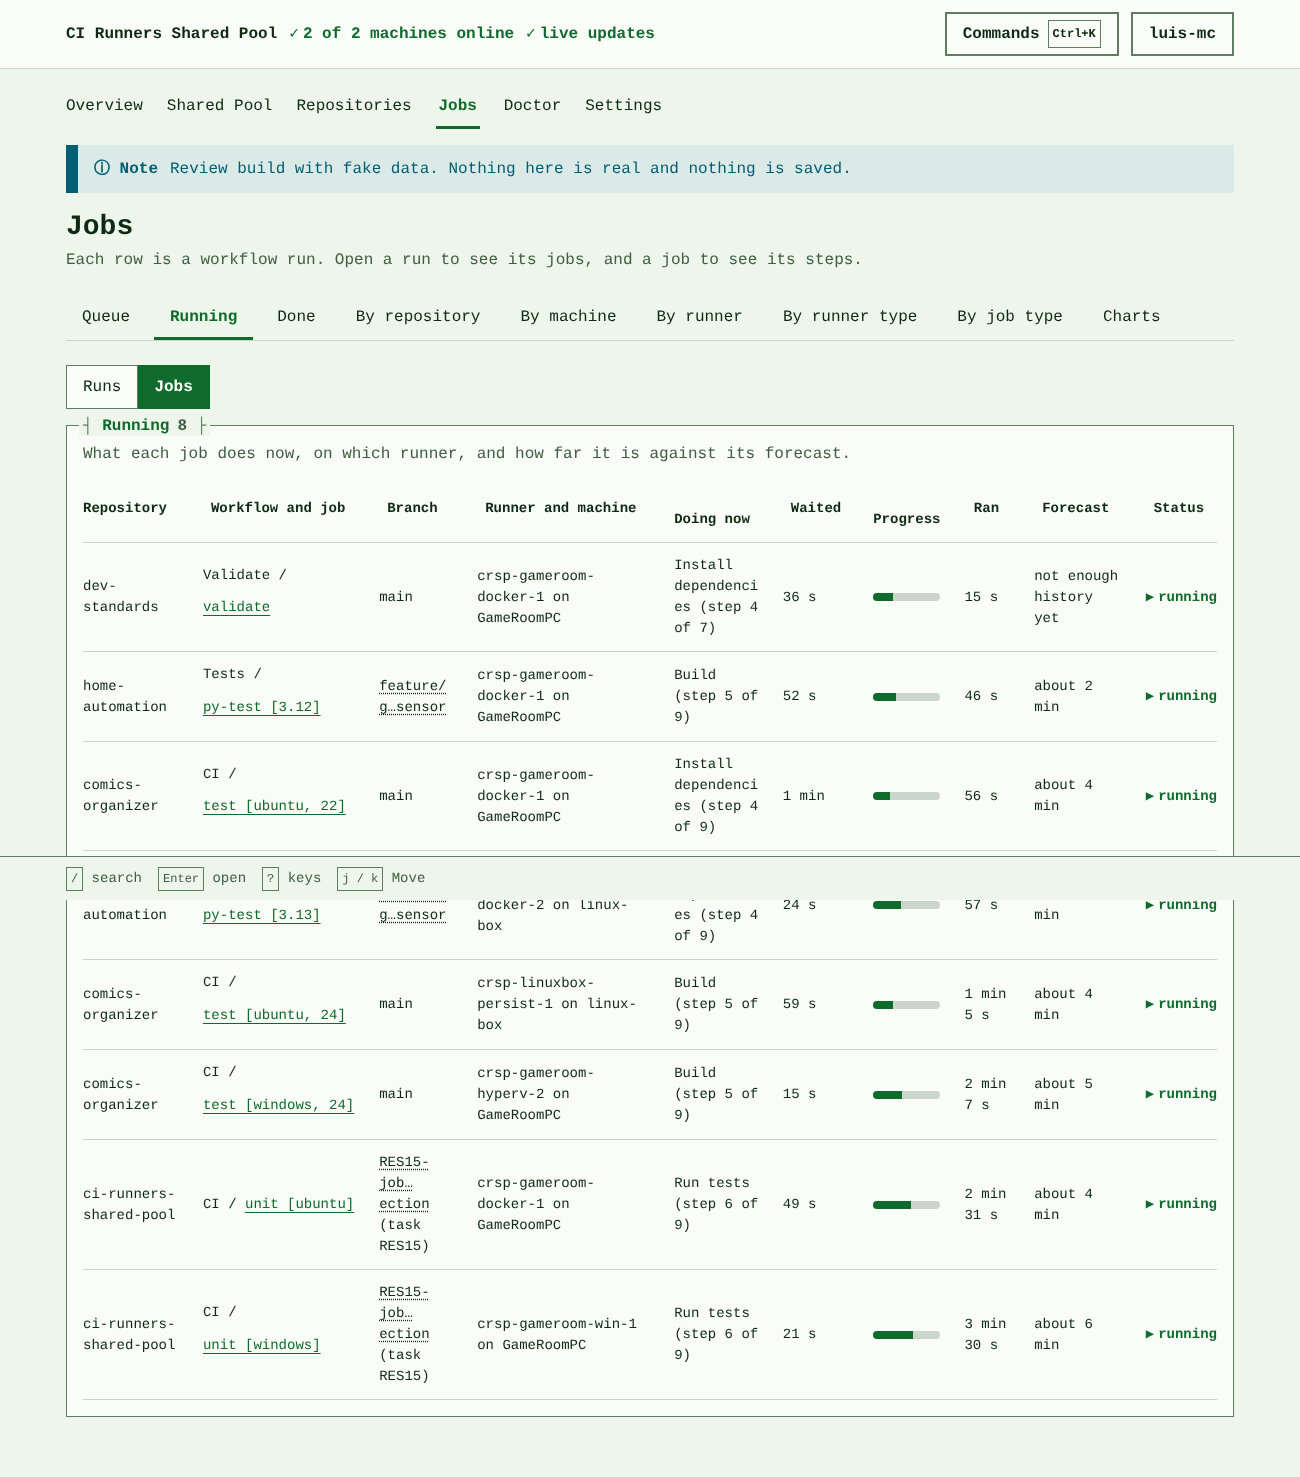 CI Runners Shared Pool ✓ 2 of 2 machines online ✓ live updates
Commands Ctrl+K luis-mc
Overview Shared Pool Repositories Jobs Doctor Settings
ⓘ Note Review build with fake data. Nothing here is real and nothing is saved.
Jobs
Each row is a workflow run. Open a run to see its jobs, and a job to see its steps.
Queue Running Done By repository By machine By runner By runner type By job type Charts
Runs Jobs
Running 8
What each job does now, on which runner, and how far it is against its forecast.
Repository Workflow and job Branch Runner and machine Doing now Waited Progress Ran Forecast Status
dev-
standards
Validate /
validate
main
crsp-gameroom-
docker-1 on
GameRoomPC
Install
dependenci
es (step 4
of 7)
36 s
15 s
not enough
history
yet
▶ running
home-
automation
Tests /
py-test [3.12]
feature/
g…sensor
crsp-gameroom-
docker-1 on
GameRoomPC
Build
(step 5 of
9)
52 s
46 s
about 2
min
▶ running
comics-
organizer
CI /
test [ubuntu, 22]
main
crsp-gameroom-
docker-1 on
GameRoomPC
Install
dependenci
es (step 4
of 9)
1 min
56 s
about 4
min
▶ running
/ search Enter open ? keys j / k Move
automation
py-test [3.13]
g…sensor
docker-2 on linux-
box
es (step 4
of 9)
24 s
57 s
min
▶ running
comics-
organizer
CI /
test [ubuntu, 24]
main
crsp-linuxbox-
persist-1 on linux-
box
Build
(step 5 of
9)
59 s
1 min
5 s
about 4
min
▶ running
comics-
organizer
CI /
test [windows, 24]
main
crsp-gameroom-
hyperv-2 on
GameRoomPC
Build
(step 5 of
9)
15 s
2 min
7 s
about 5
min
▶ running
ci-runners-
shared-pool
CI / unit [ubuntu]
RES15-
job…
ection
(task
RES15)
crsp-gameroom-
docker-1 on
GameRoomPC
Run tests
(step 6 of
9)
49 s
2 min
31 s
about 4
min
▶ running
ci-runners-
shared-pool
CI /
unit [windows]
RES15-
job…
ection
(task
RES15)
crsp-gameroom-win-1
on GameRoomPC
Run tests
(step 6 of
9)
21 s
3 min
30 s
about 6
min
▶ running